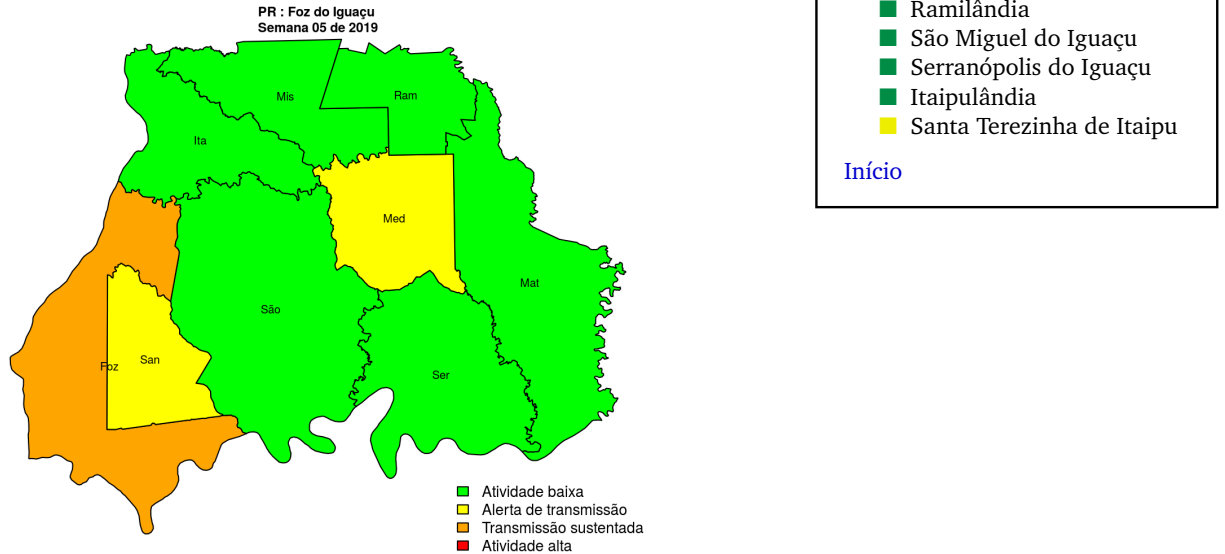 PR : Foz do Iguaçu
Semana 05 de 2019
Mis
Ram
Ita
Med
Mat
São
San
Foz
Ser
Atividade baixa
Alerta de transmissão
Transmissão sustentada
Atividade alta
Ramilândia
São Miguel do Iguaçu
Serranópolis do Iguaçu
Itaipulândia
Santa Terezinha de Itaipu
Início